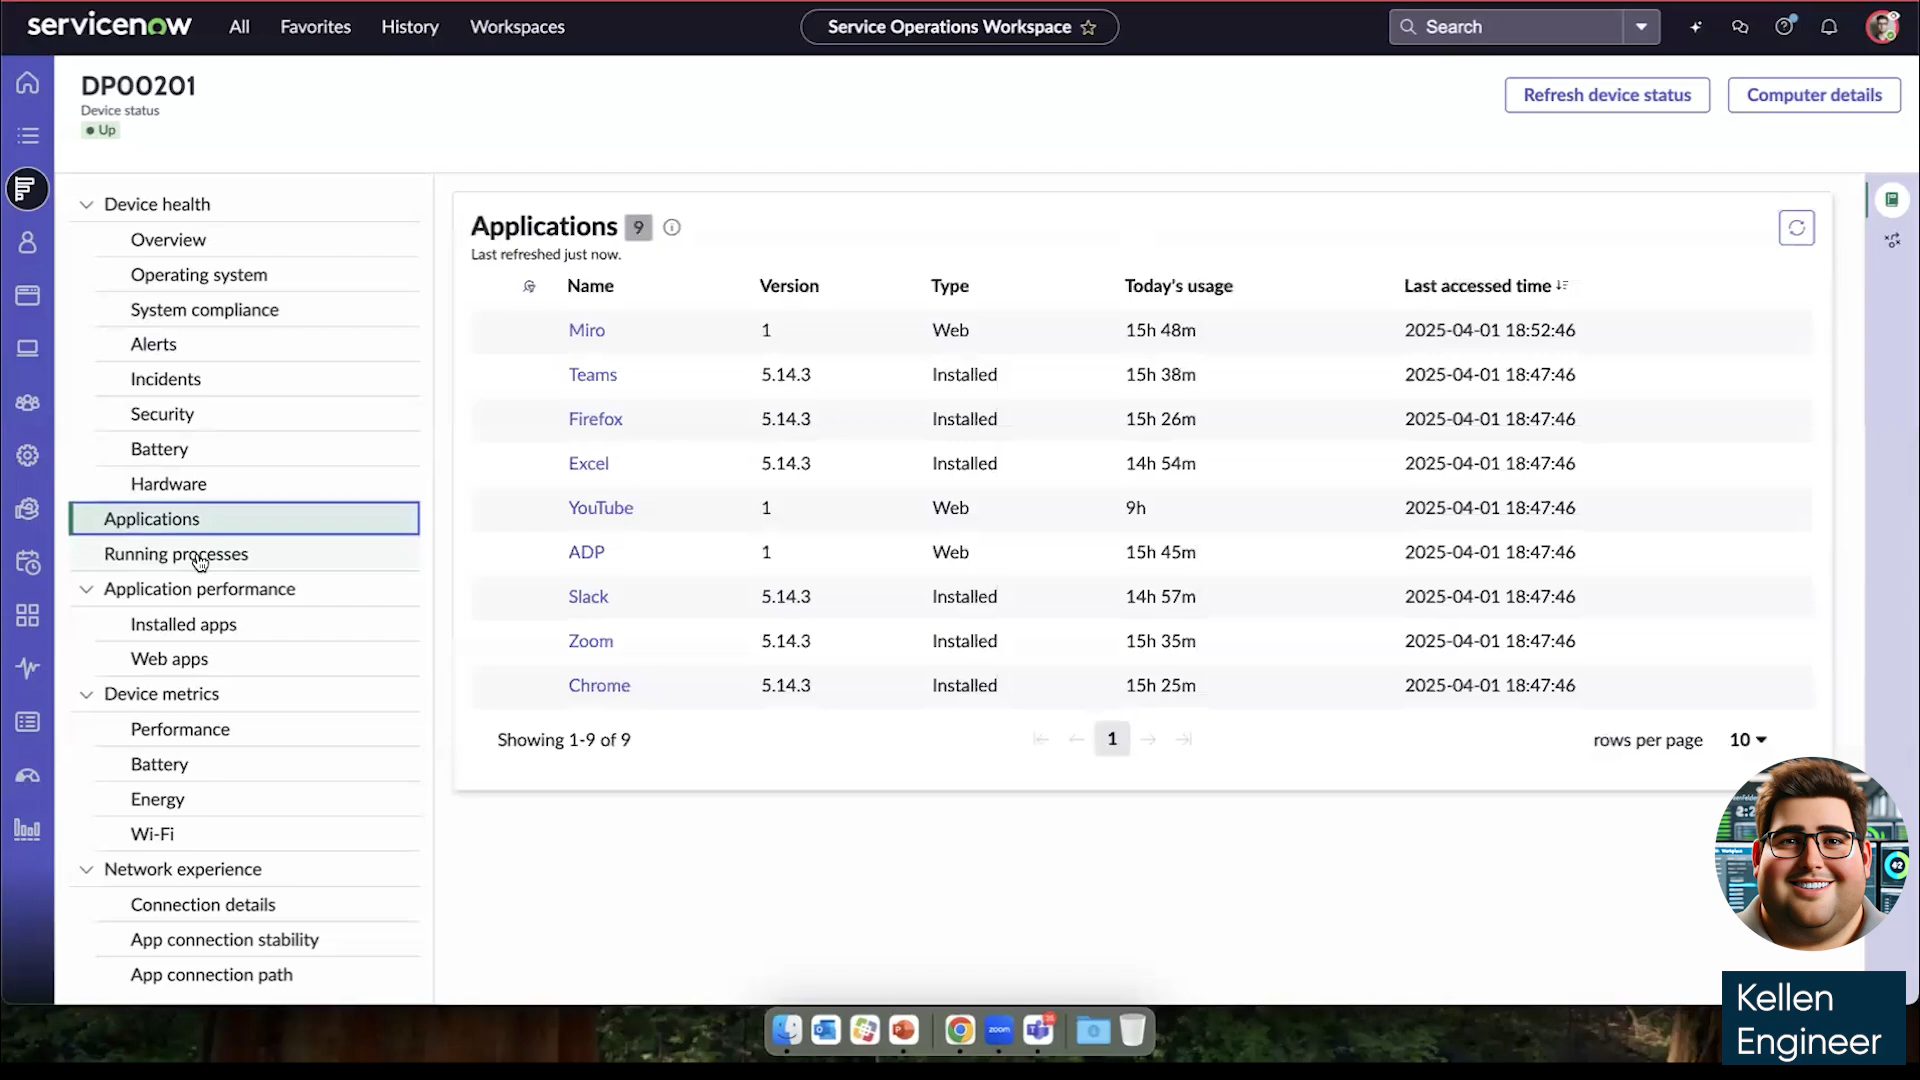 servicenow
All
Favorites
History
Workspaces
Service Operations Workspace
Search
DP00201
Device status
Up
Refresh device status
Computer details
Device health
Overview
Operating system
System compliance
Alerts
Incidents
Security
Battery
Hardware
Applications
Running processes
Application performance
Installed apps
Web apps
Device metrics
Performance
Battery
Energy
Wi-Fi
Network experience
Connection details
App connection stability
App connection path
Applications 9
Last refreshed just now.
Name Version Type Today's usage Last accessed time
Miro 1 Web 15h 48m 2025-04-01 18:52:46
Teams 5.14.3 Installed 15h 38m 2025-04-01 18:47:46
Firefox 5.14.3 Installed 15h 26m 2025-04-01 18:47:46
Excel 5.14.3 Installed 14h 54m 2025-04-01 18:47:46
YouTube 1 Web 9h 2025-04-01 18:47:46
ADP 1 Web 15h 45m 2025-04-01 18:47:46
Slack 5.14.3 Installed 14h 57m 2025-04-01 18:47:46
Zoom 5.14.3 Installed 15h 35m 2025-04-01 18:47:46
Chrome 5.14.3 Installed 15h 25m 2025-04-01 18:47:46
Showing 1-9 of 9
1
rows per page 10
zoom
Kellen
Engineer